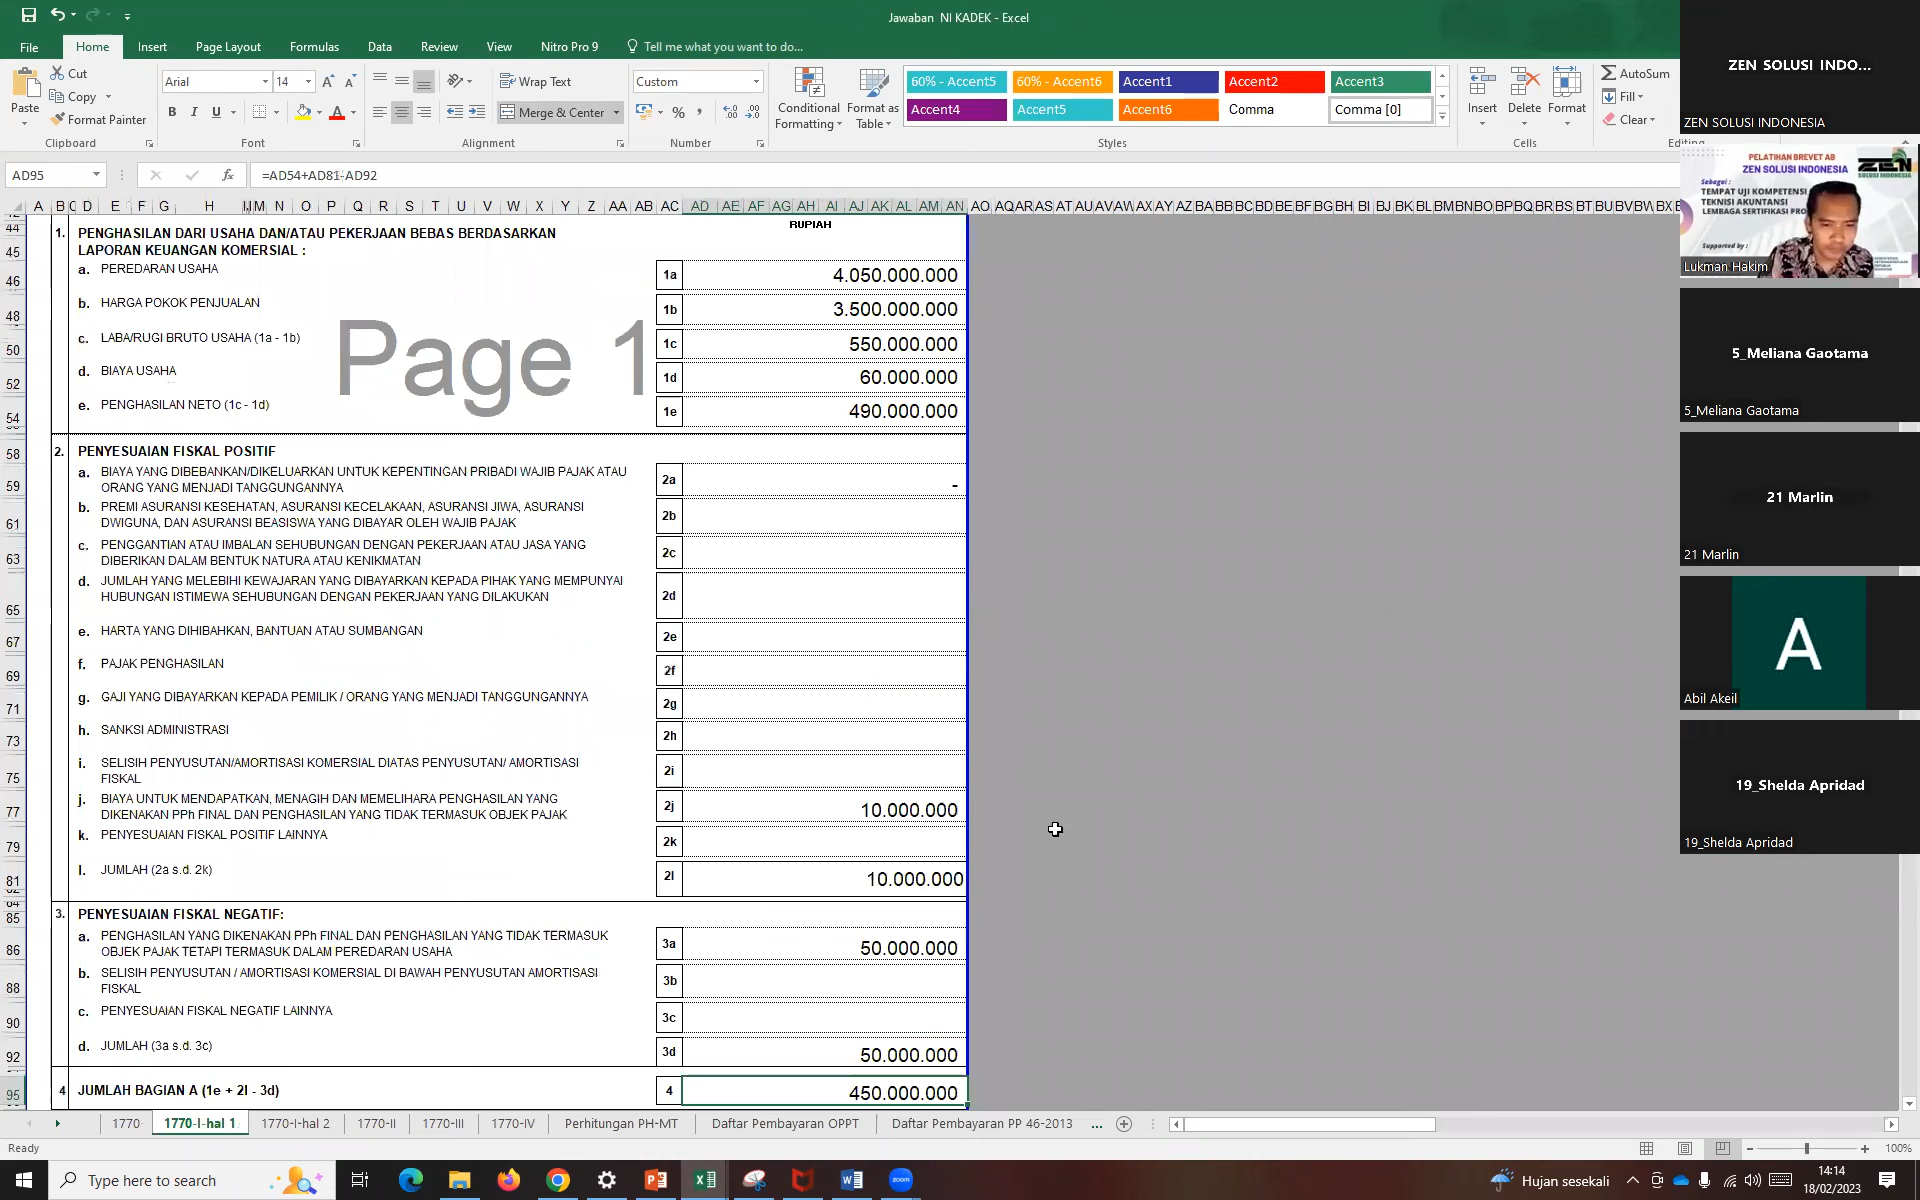 Jawaban NI KADEK - Excel
File Home Insert Page Layout Formulas Data Review View Nitro Pro 9 Tell me what you want to do...
Paste
Cut
Copy
Format Painter
Clipboard
Arial 14
B I U
Font
Wrap Text
Merge & Center
Alignment
Custom
Number
Conditional Formatting
Format as Table
60% - Accent5 60% - Accent6 Accent1 Accent2 Accent3
Accent4 Accent5 Accent6 Comma Comma [0]
Styles
Insert Delete Format
Cells
AutoSum
Fill
Clear
Editing
AD95 fx =AD54+AD81-AD92
RUPIAH
1. PENGHASILAN DARI USAHA DAN/ATAU PEKERJAAN BEBAS BERDASARKAN
LAPORAN KEUANGAN KOMERSIAL :
a. PEREDARAN USAHA 1a 4.050.000.000
b. HARGA POKOK PENJUALAN 1b 3.500.000.000
c. LABA/RUGI BRUTO USAHA (1a - 1b) 1c 550.000.000
d. BIAYA USAHA 1d 60.000.000
e. PENGHASILAN NETO (1c - 1d) 1e 490.000.000
Page 1
2. PENYESUAIAN FISKAL POSITIF
a. BIAYA YANG DIBEBANKAN/DIKELUARKAN UNTUK KEPENTINGAN PRIBADI WAJIB PAJAK ATAU
ORANG YANG MENJADI TANGGUNGANNYA 2a -
b. PREMI ASURANSI KESEHATAN, ASURANSI KECELAKAAN, ASURANSI JIWA, ASURANSI
DWIGUNA, DAN ASURANSI BEASISWA YANG DIBAYAR OLEH WAJIB PAJAK 2b
c. PENGGANTIAN ATAU IMBALAN SEHUBUNGAN DENGAN PEKERJAAN ATAU JASA YANG
DIBERIKAN DALAM BENTUK NATURA ATAU KENIKMATAN 2c
d. JUMLAH YANG MELEBIHI KEWAJARAN YANG DIBAYARKAN KEPADA PIHAK YANG MEMPUNYAI
HUBUNGAN ISTIMEWA SEHUBUNGAN DENGAN PEKERJAAN YANG DILAKUKAN 2d
e. HARTA YANG DIHIBAHKAN, BANTUAN ATAU SUMBANGAN 2e
f. PAJAK PENGHASILAN 2f
g. GAJI YANG DIBAYARKAN KEPADA PEMILIK / ORANG YANG MENJADI TANGGUNGANNYA 2g
h. SANKSI ADMINISTRASI 2h
i. SELISIH PENYUSUTAN/AMORTISASI KOMERSIAL DIATAS PENYUSUTAN/ AMORTISASI
FISKAL 2i
j. BIAYA UNTUK MENDAPATKAN, MENAGIH DAN MEMELIHARA PENGHASILAN YANG
DIKENAKAN PPh FINAL DAN PENGHASILAN YANG TIDAK TERMASUK OBJEK PAJAK 2j 10.000.000
k. PENYESUAIAN FISKAL POSITIF LAINNYA 2k
l. JUMLAH (2a s.d. 2k) 2l 10.000.000
3. PENYESUAIAN FISKAL NEGATIF:
a. PENGHASILAN YANG DIKENAKAN PPh FINAL DAN PENGHASILAN YANG TIDAK TERMASUK
OBJEK PAJAK TETAPI TERMASUK DALAM PEREDARAN USAHA 3a 50.000.000
b. SELISIH PENYUSUTAN / AMORTISASI KOMERSIAL DI BAWAH PENYUSUTAN AMORTISASI
FISKAL 3b
c. PENYESUAIAN FISKAL NEGATIF LAINNYA 3c
d. JUMLAH (3a s.d. 3c) 3d 50.000.000
4 JUMLAH BAGIAN A (1e + 2l - 3d) 4 450.000.000
1770 1770-I-hal 1 1770-I-hal 2 1770-II 1770-III 1770-IV Perhitungan PH-MT Daftar Pembayaran OPPT Daftar Pembayaran PP 46-2013 ...
Ready 100%
Type here to search
Hujan sesekali
14:14
18/02/2023
ZEN SOLUSI INDO...
ZEN SOLUSI INDONESIA
PELATIHAN BREVET AB
ZEN SOLUSI INDONESIA
Sebagai :
TEMPAT UJI KOMPETENSI
TEKNISI AKUNTANSI
LEMBAGA SERTIFIKASI PRO
Supported by :
ZEN
SOLUSI INDONESIA
Lukman Hakim
5_Meliana Gaotama
5_Meliana Gaotama
21 Marlin
21 Marlin
A
Abil Akeil
19_Shelda Apridad
19_Shelda Apridad